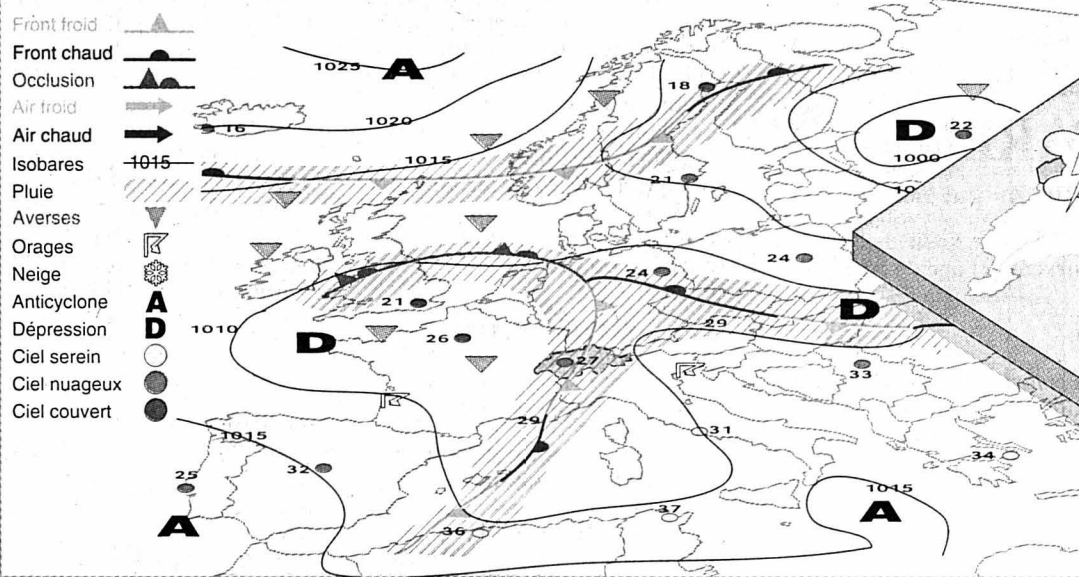 Front froid
Front chaud
Occlusion
Air froid
Air chaud
Isobares 1015
Pluie
Averses
Orages
Neige
Anticyclone A
Dépression D
Ciel serein
Ciel nuageux
Ciel couvert
1025 A
18
1020
16
D 22
1015
1000
21
24
24
21
D
1010
29
D
26
27
33
29
31
1015
34
32
25
1015
A
37
A
36